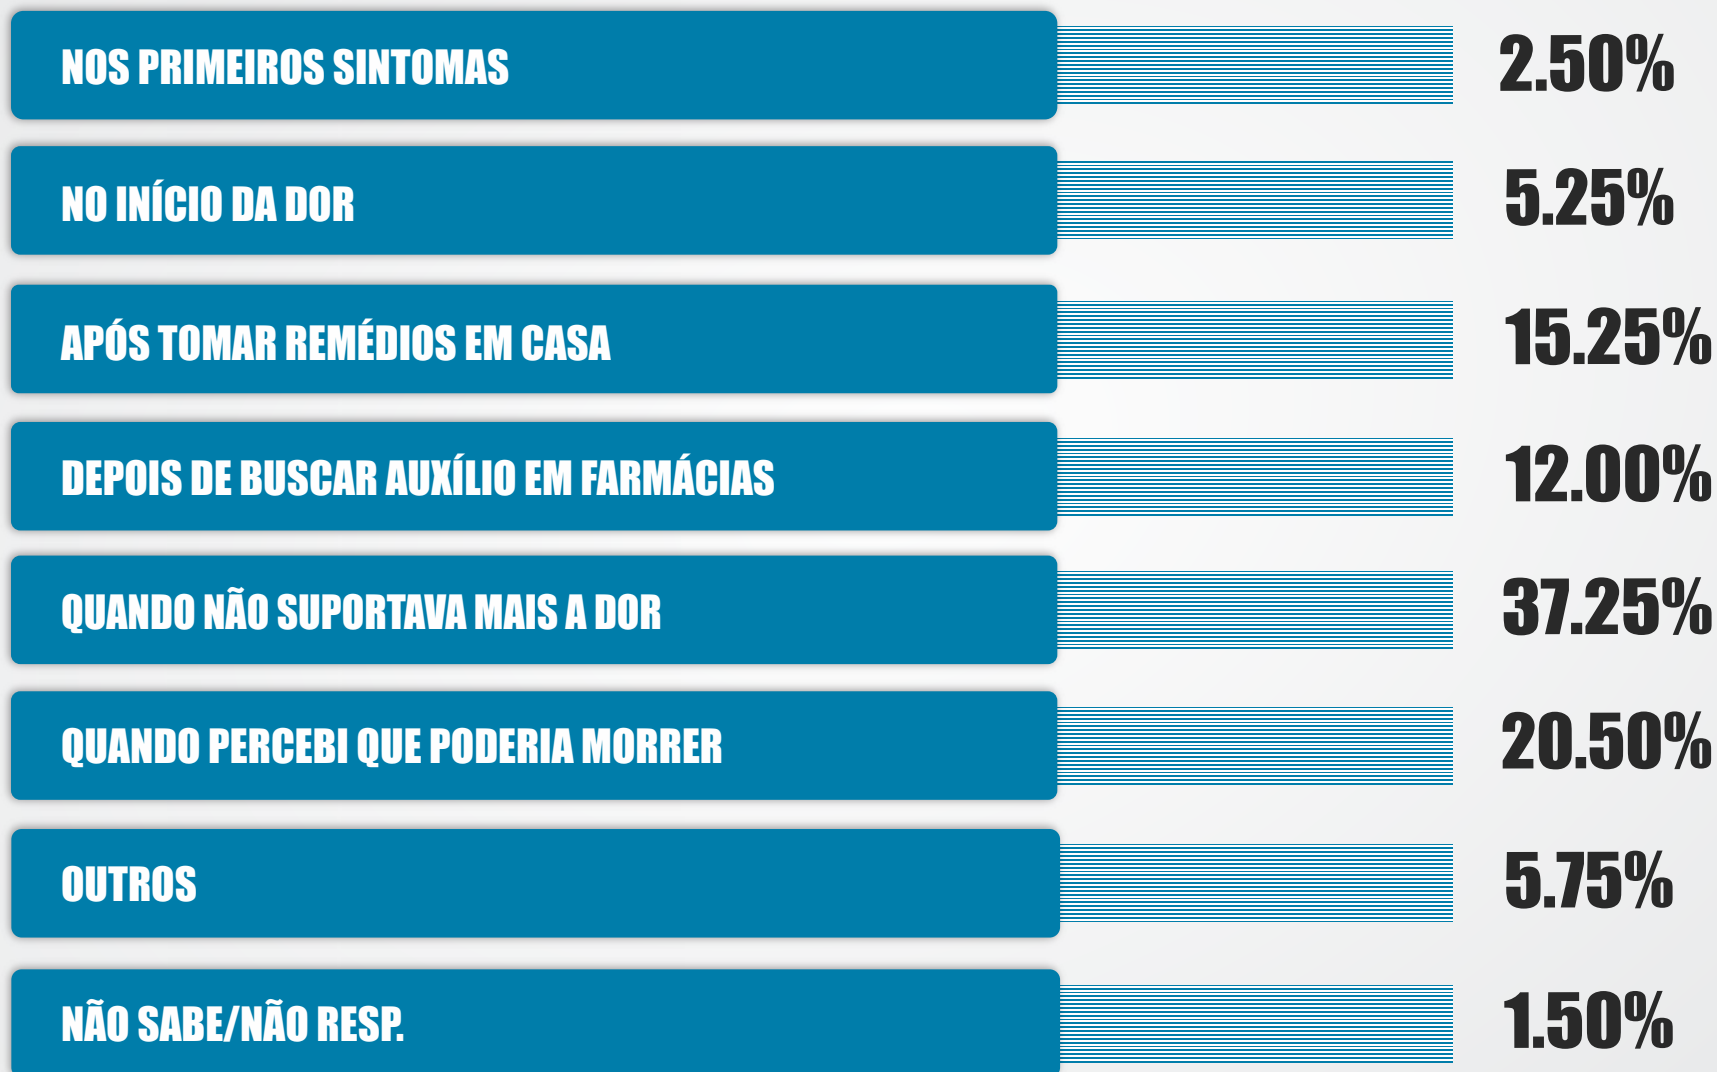 NOS PRIMEIROS SINTOMAS 2.50%
NO INÍCIO DA DOR 5.25%
APÓS TOMAR REMÉDIOS EM CASA 15.25%
DEPOIS DE BUSCAR AUXÍLIO EM FARMÁCIAS 12.00%
QUANDO NÃO SUPORTAVA MAIS A DOR 37.25%
QUANDO PERCEBI QUE PODERIA MORRER 20.50%
OUTROS 5.75%
NÃO SABE/NÃO RESP. 1.50%